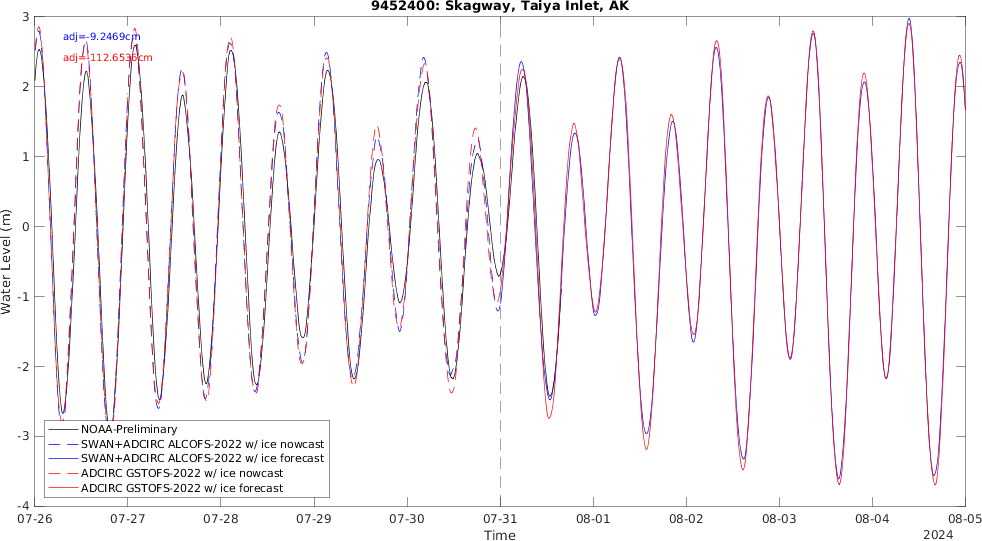 9452400: Skagway, Taiya Inlet, AK
adj=-9.2469cm
adj=-112.6536cm
Water Level (m)
3
2
1
0
-1
-2
-3
-4
NOAA-Preliminary
SWAN+ADCIRC ALCOFS-2022 w/ ice nowcast
SWAN+ADCIRC ALCOFS-2022 w/ ice forecast
ADCIRC GSTOFS-2022 w/ ice nowcast
ADCIRC GSTOFS-2022 w/ ice forecast
07-26 07-27 07-28 07-29 07-30 07-31 08-01 08-02 08-03 08-04 08-05
Time
2024